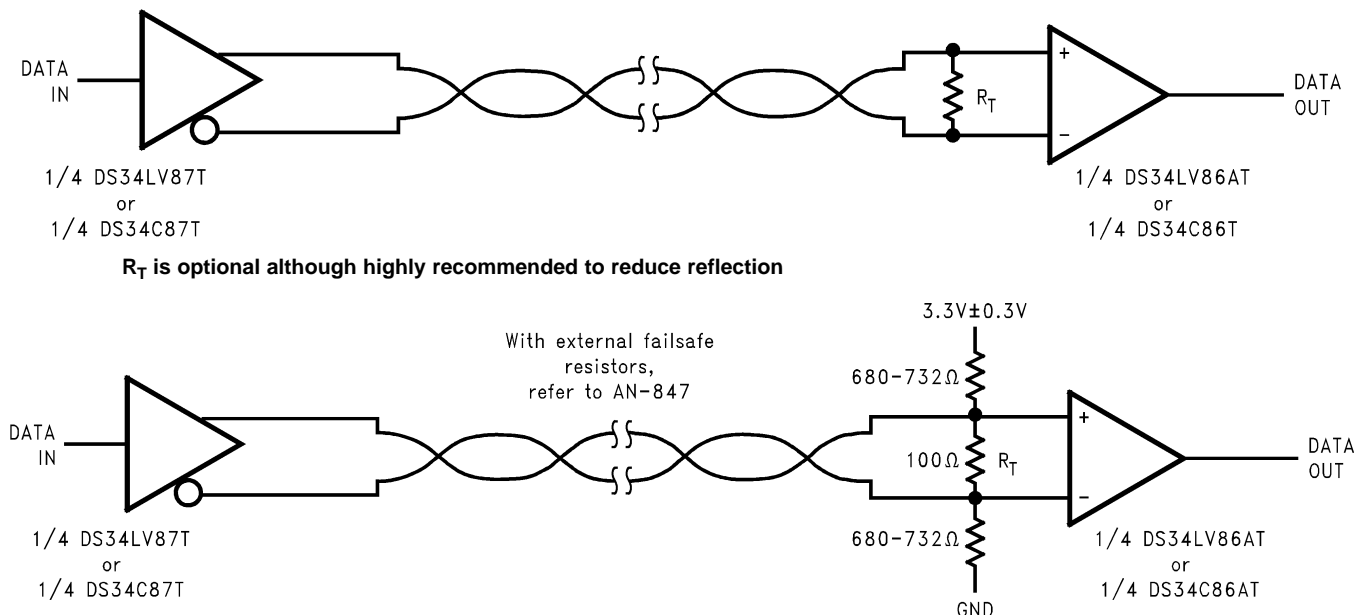 DATA
IN
+
R_T
−
DATA
OUT
1/4 DS34LV87T
or
1/4 DS34C87T
1/4 DS34LV86AT
or
1/4 DS34C86T
R_T is optional although highly recommended to reduce reflection
3.3V±0.3V
With external failsafe
resistors,
refer to AN-847
680-732Ω
DATA
IN
+
100Ω R_T
−
DATA
OUT
680-732Ω
GND
1/4 DS34LV87T
or
1/4 DS34C87T
1/4 DS34LV86AT
or
1/4 DS34C86AT